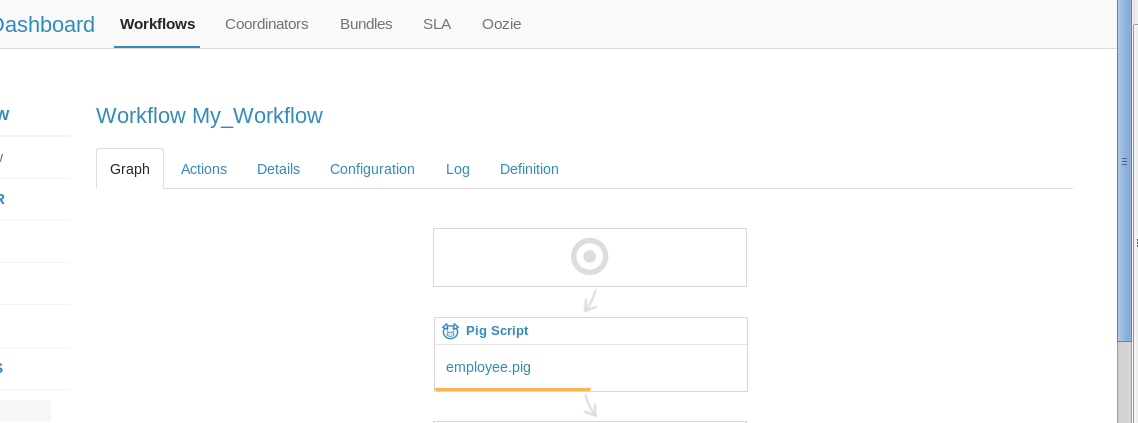 Dashboard Workflows Coordinators Bundles SLA Oozie
Workflow My_Workflow
Graph Actions Details Configuration Log Definition
Pig Script
employee.pig